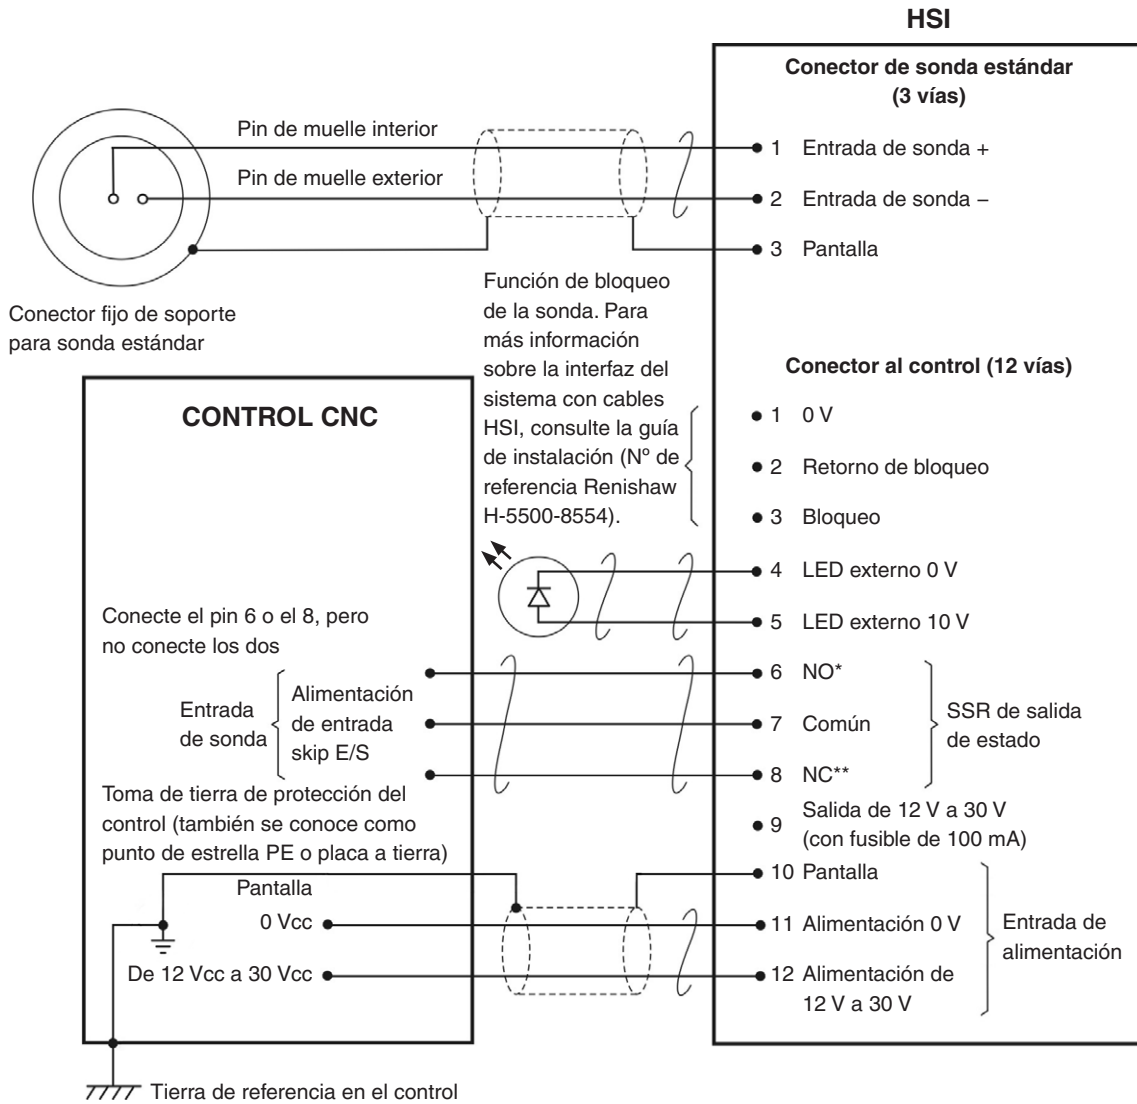 HSI
Conector de sonda estándar
(3 vías)
Pin de muelle interior
1 Entrada de sonda +
Pin de muelle exterior
2 Entrada de sonda –
3 Pantalla
Conector fijo de soporte
para sonda estándar
Función de bloqueo
de la sonda. Para
más información
sobre la interfaz del
sistema con cables
HSI, consulte la guía
de instalación (Nº de
referencia Renishaw
H-5500-8554).
Conector al control (12 vías)
1 0 V
2 Retorno de bloqueo
3 Bloqueo
4 LED externo 0 V
5 LED externo 10 V
6 NO*
7 Común
8 NC**
SSR de salida
de estado
9 Salida de 12 V a 30 V
(con fusible de 100 mA)
10 Pantalla
11 Alimentación 0 V
12 Alimentación de
12 V a 30 V
Entrada de
alimentación
CONTROL CNC
Conecte el pin 6 o el 8, pero
no conecte los dos
Entrada
de sonda
Alimentación
de entrada
skip E/S
Toma de tierra de protección del
control (también se conoce como
punto de estrella PE o placa a tierra)
Pantalla
0 Vcc
De 12 Vcc a 30 Vcc
Tierra de referencia en el control